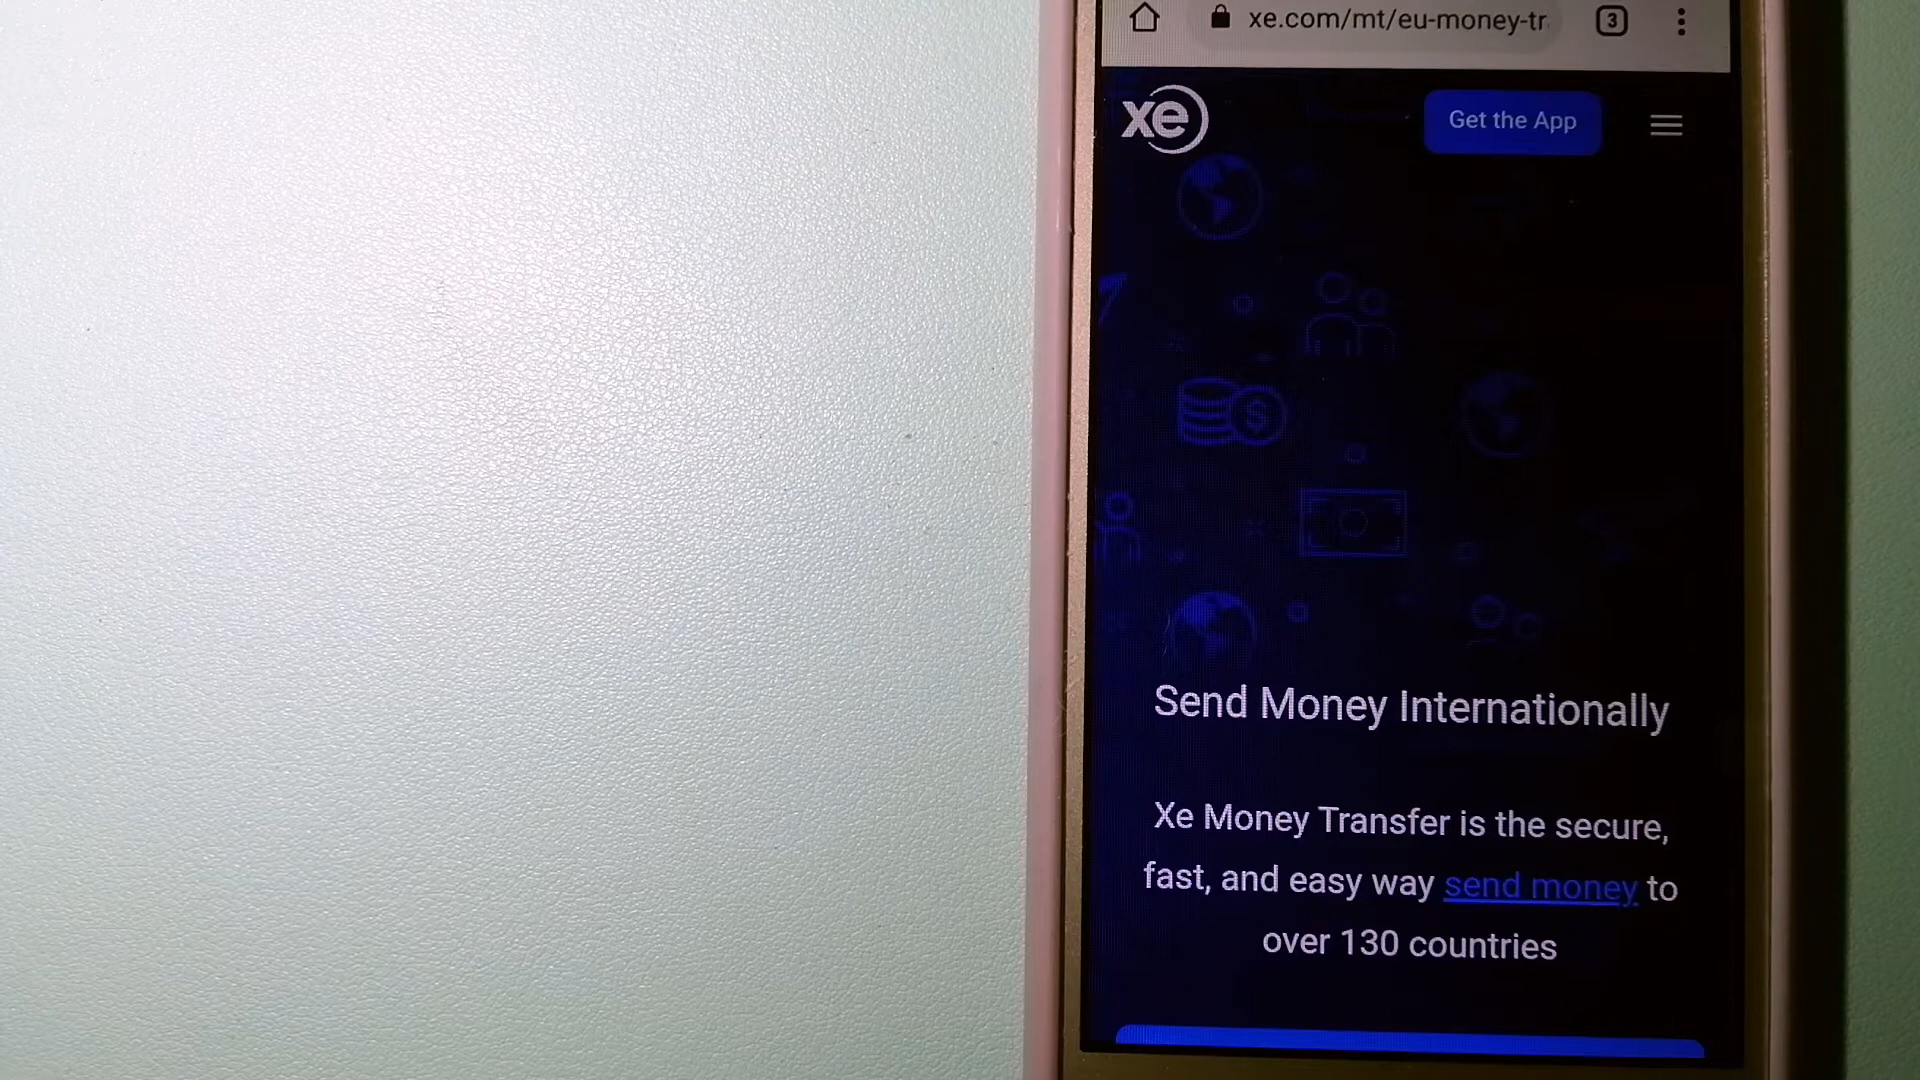 xe.com/mt/eu-money-tr
3
xe
Get the App
$
Send Money Internationally
Xe Money Transfer is the secure,
fast, and easy way send money to
over 130 countries